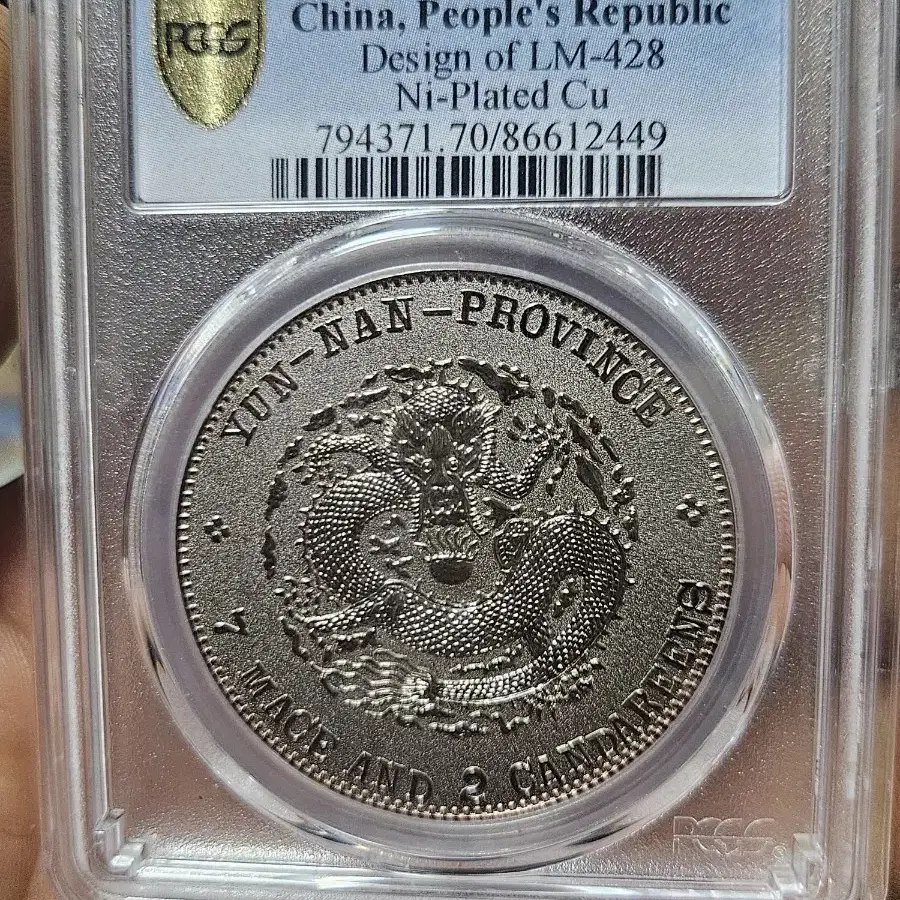 PCGS
China, People's Republic
Design of LM-428
Ni-Plated Cu
794371.70/86612449
YUN-NAN-PROVINCE
7 MACE AND 2 CANDAREENS
PCGS